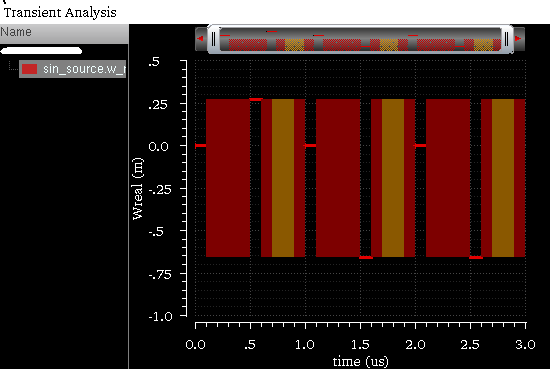 Transient Analysis
Name
sin_source.w_r
.5
.25
0.0
-.25
-.5
-.75
-1.0
Wreal (m)
0.0 .5 1.0 1.5 2.0 2.5 3.0
time (us)